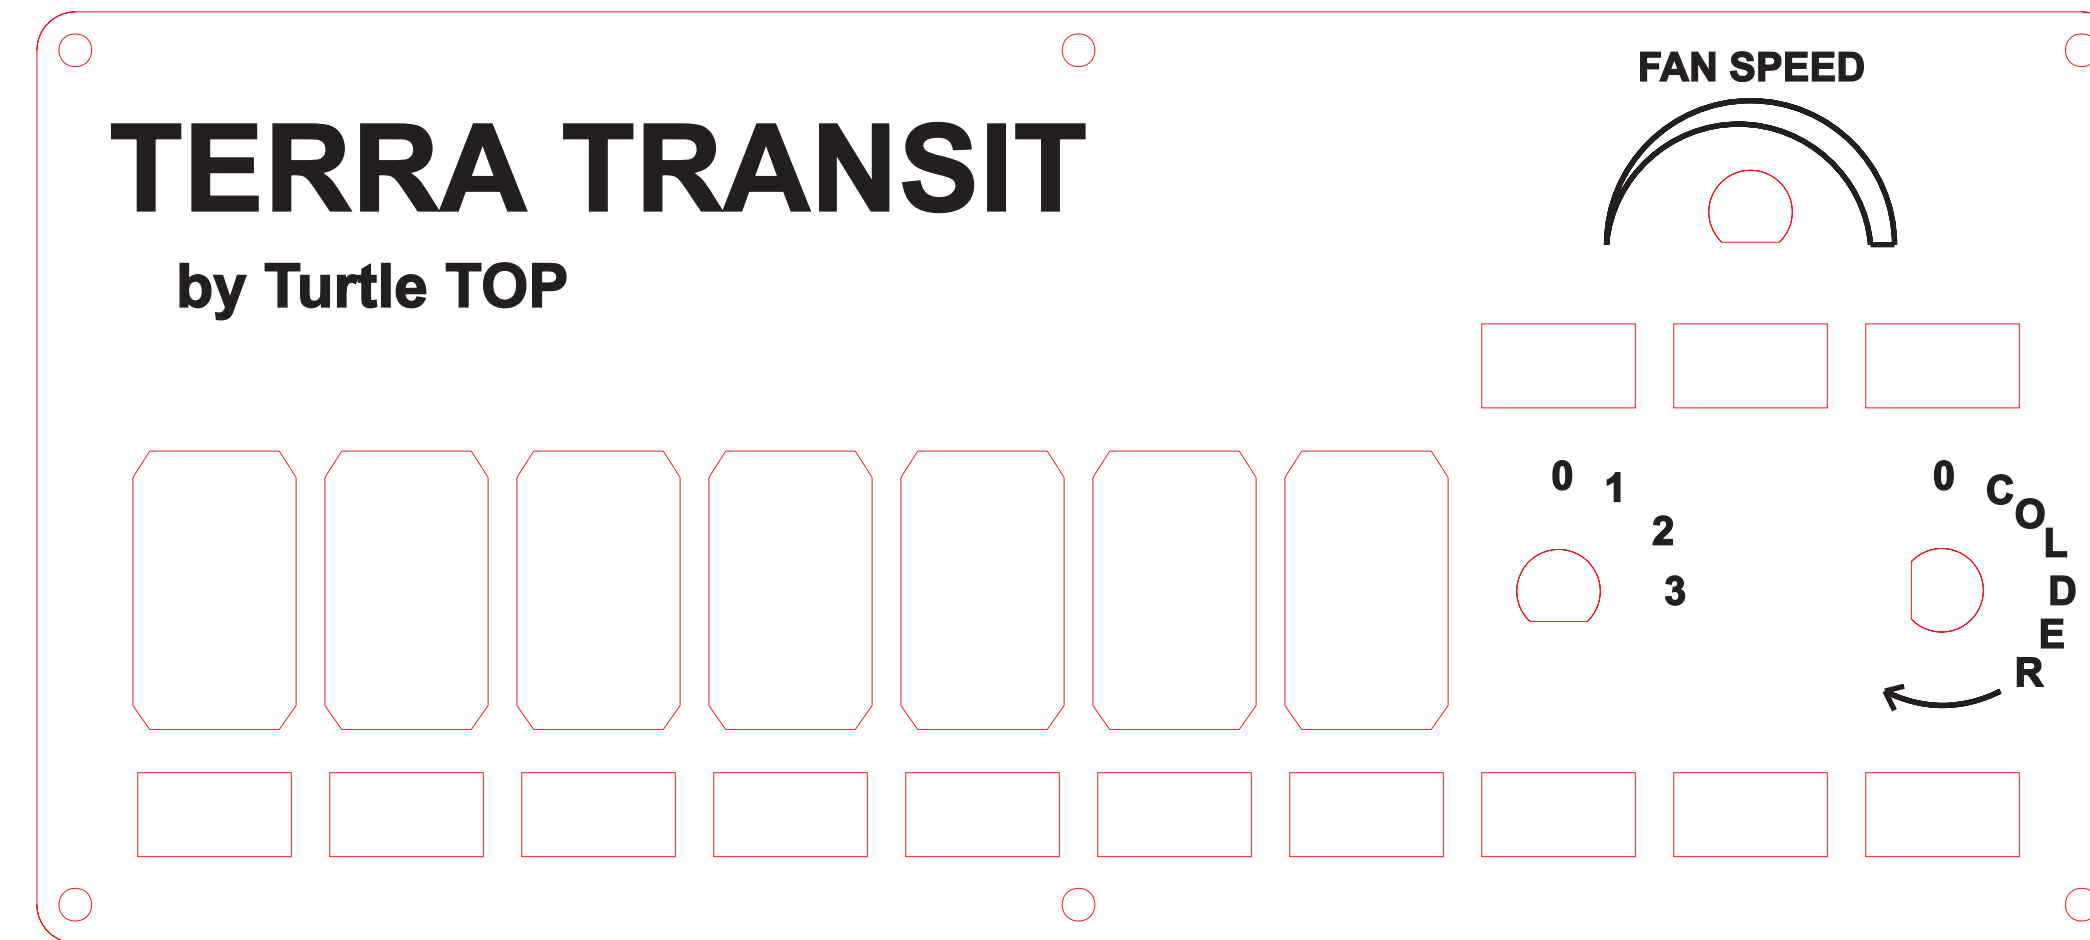 FAN SPEED
TERRA TRANSIT
by Turtle TOP
0 1 2 3
0 COLDER